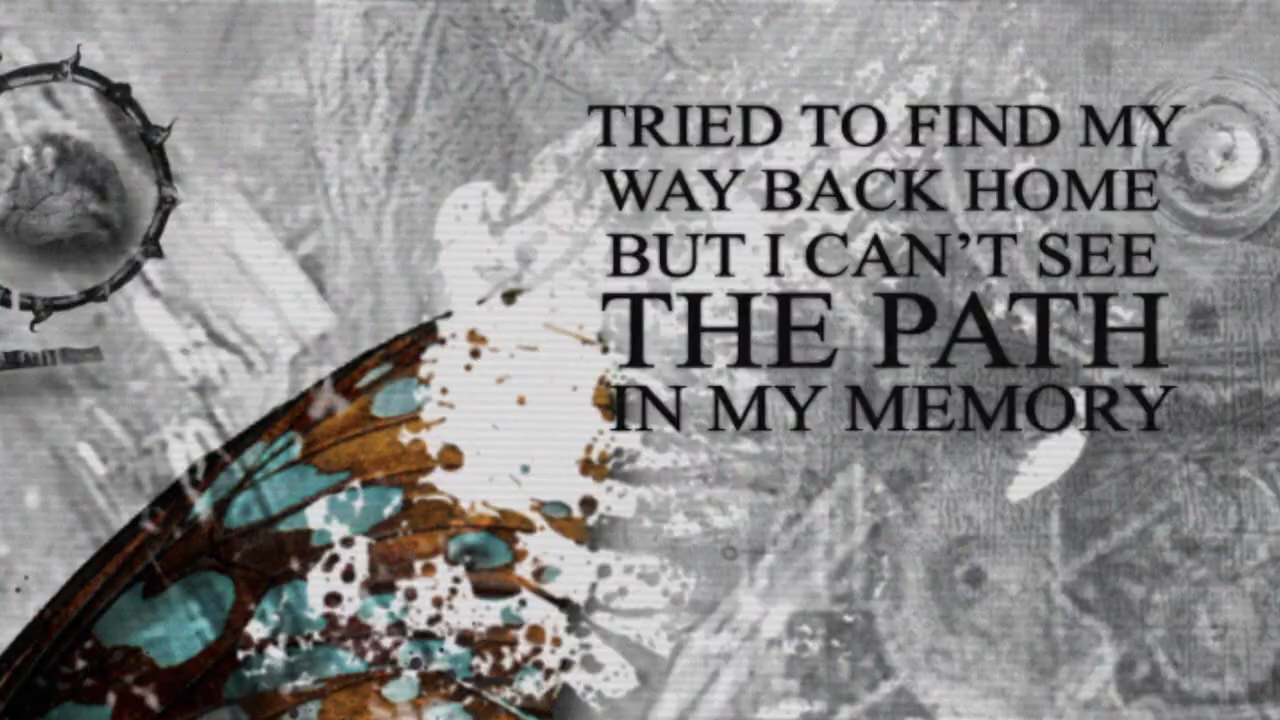 TRIED TO FIND MY
WAY BACK HOME
BUT I CAN’T SEE
THE PATH
IN MY MEMORY